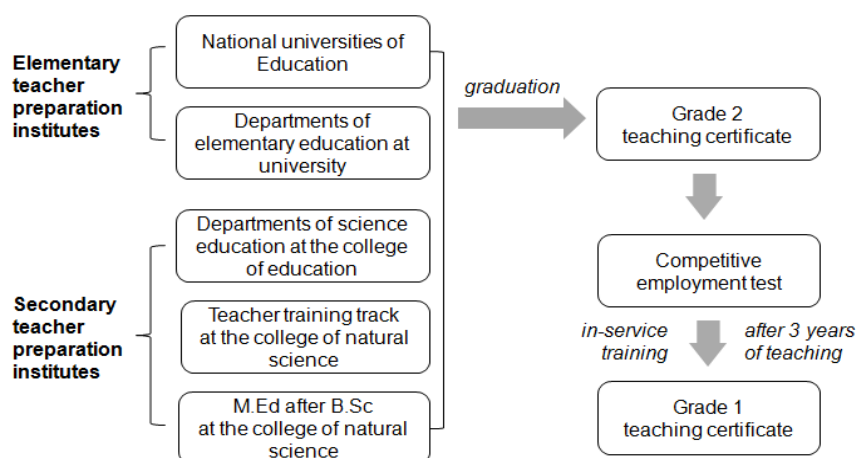 Elementary
teacher
preparation
institutes
National universities of
Education
Departments of
elementary education at
university
Secondary
teacher
preparation
institutes
Departments of science
education at the college
of education
Teacher training track
at the college of natural
science
M.Ed after B.Sc
at the college of natural
science
graduation
Grade 2
teaching certificate
Competitive
employment test
in-service
training
after 3 years
of teaching
Grade 1
teaching certificate